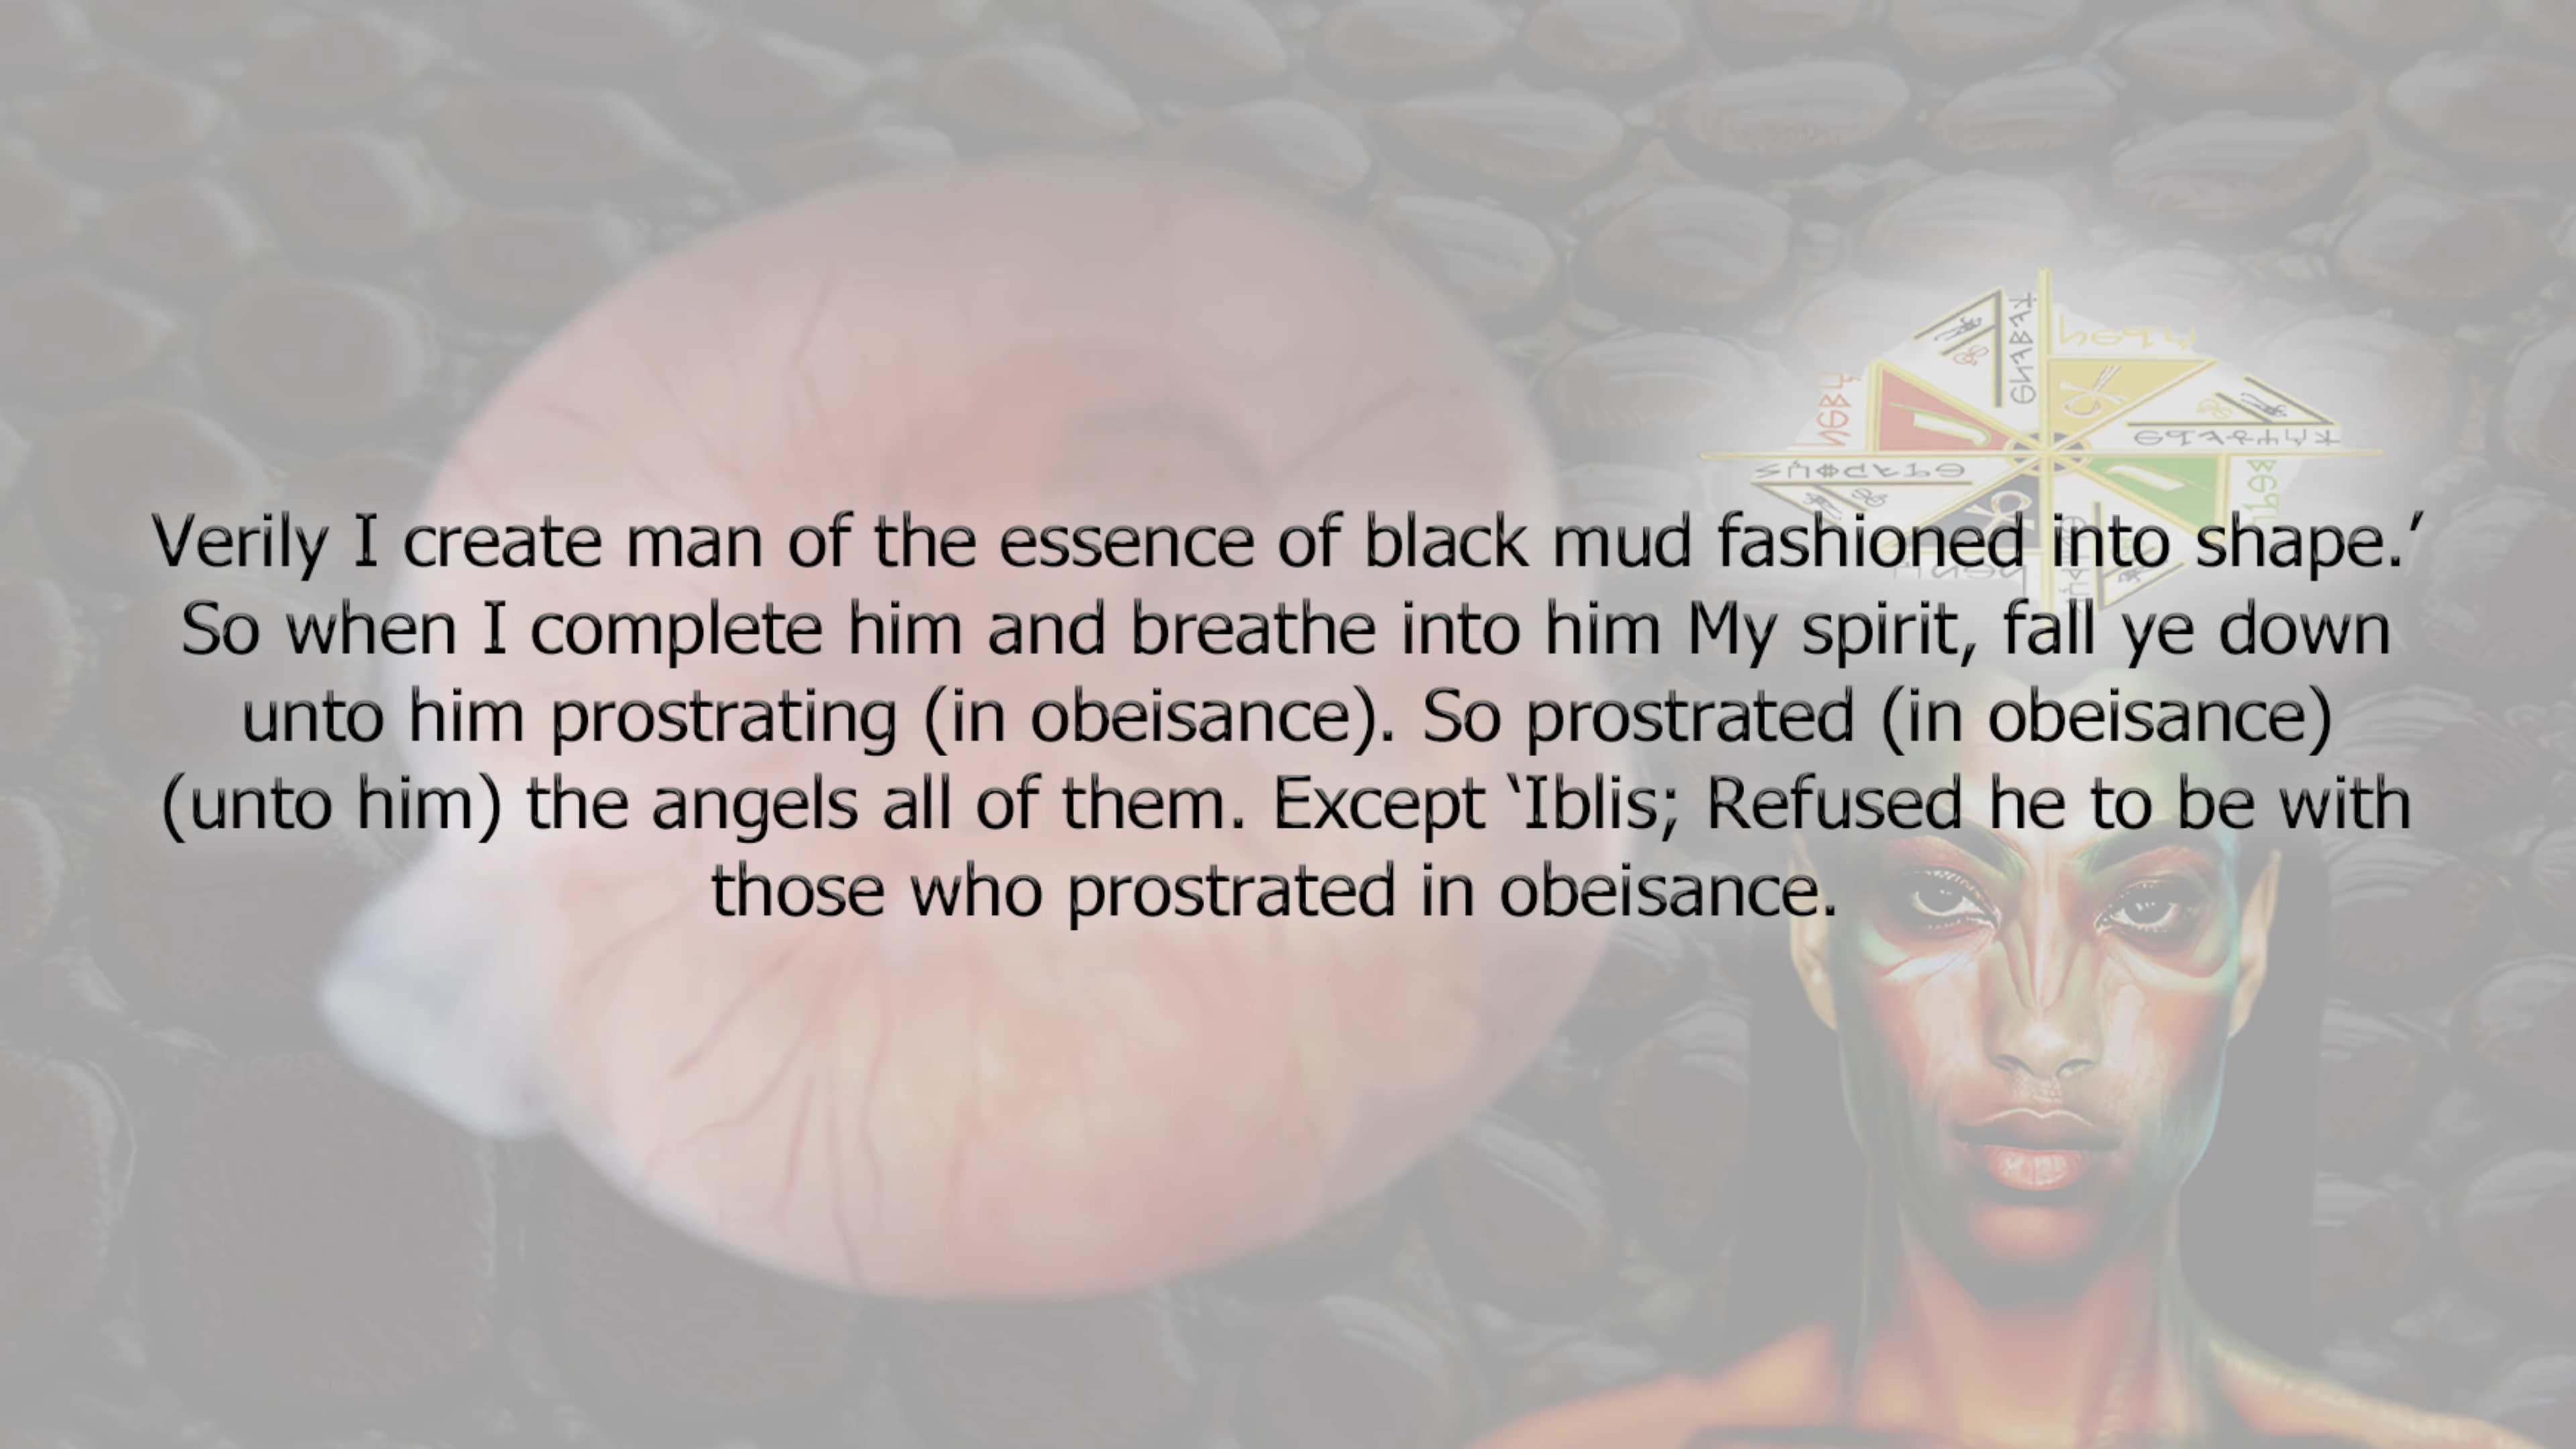 Verily I create man of the essence of black mud fashioned into shape.’
So when I complete him and breathe into him My spirit, fall ye down
unto him prostrating (in obeisance). So prostrated (in obeisance)
(unto him) the angels all of them. Except ‘Iblis; Refused he to be with
those who prostrated in obeisance.